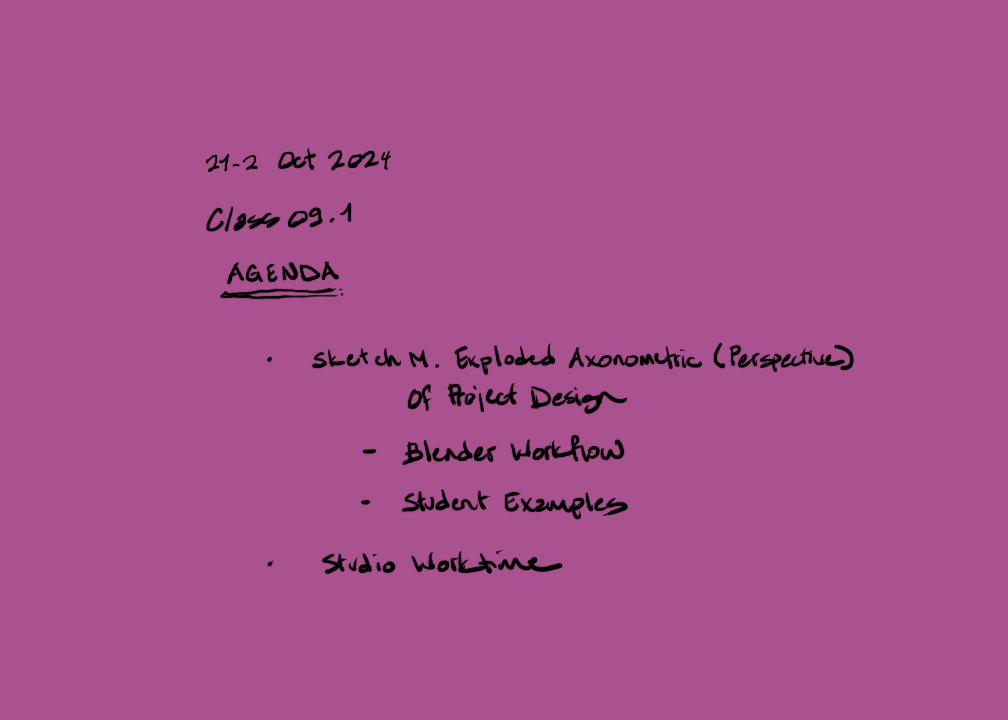 21-2 Oct 2024
Class 09.1
AGENDA
· Sketch M. Exploded Axonometric (Perspective)
Of Project Design
- Blender Workflow
- Student Examples
· Studio Worktime